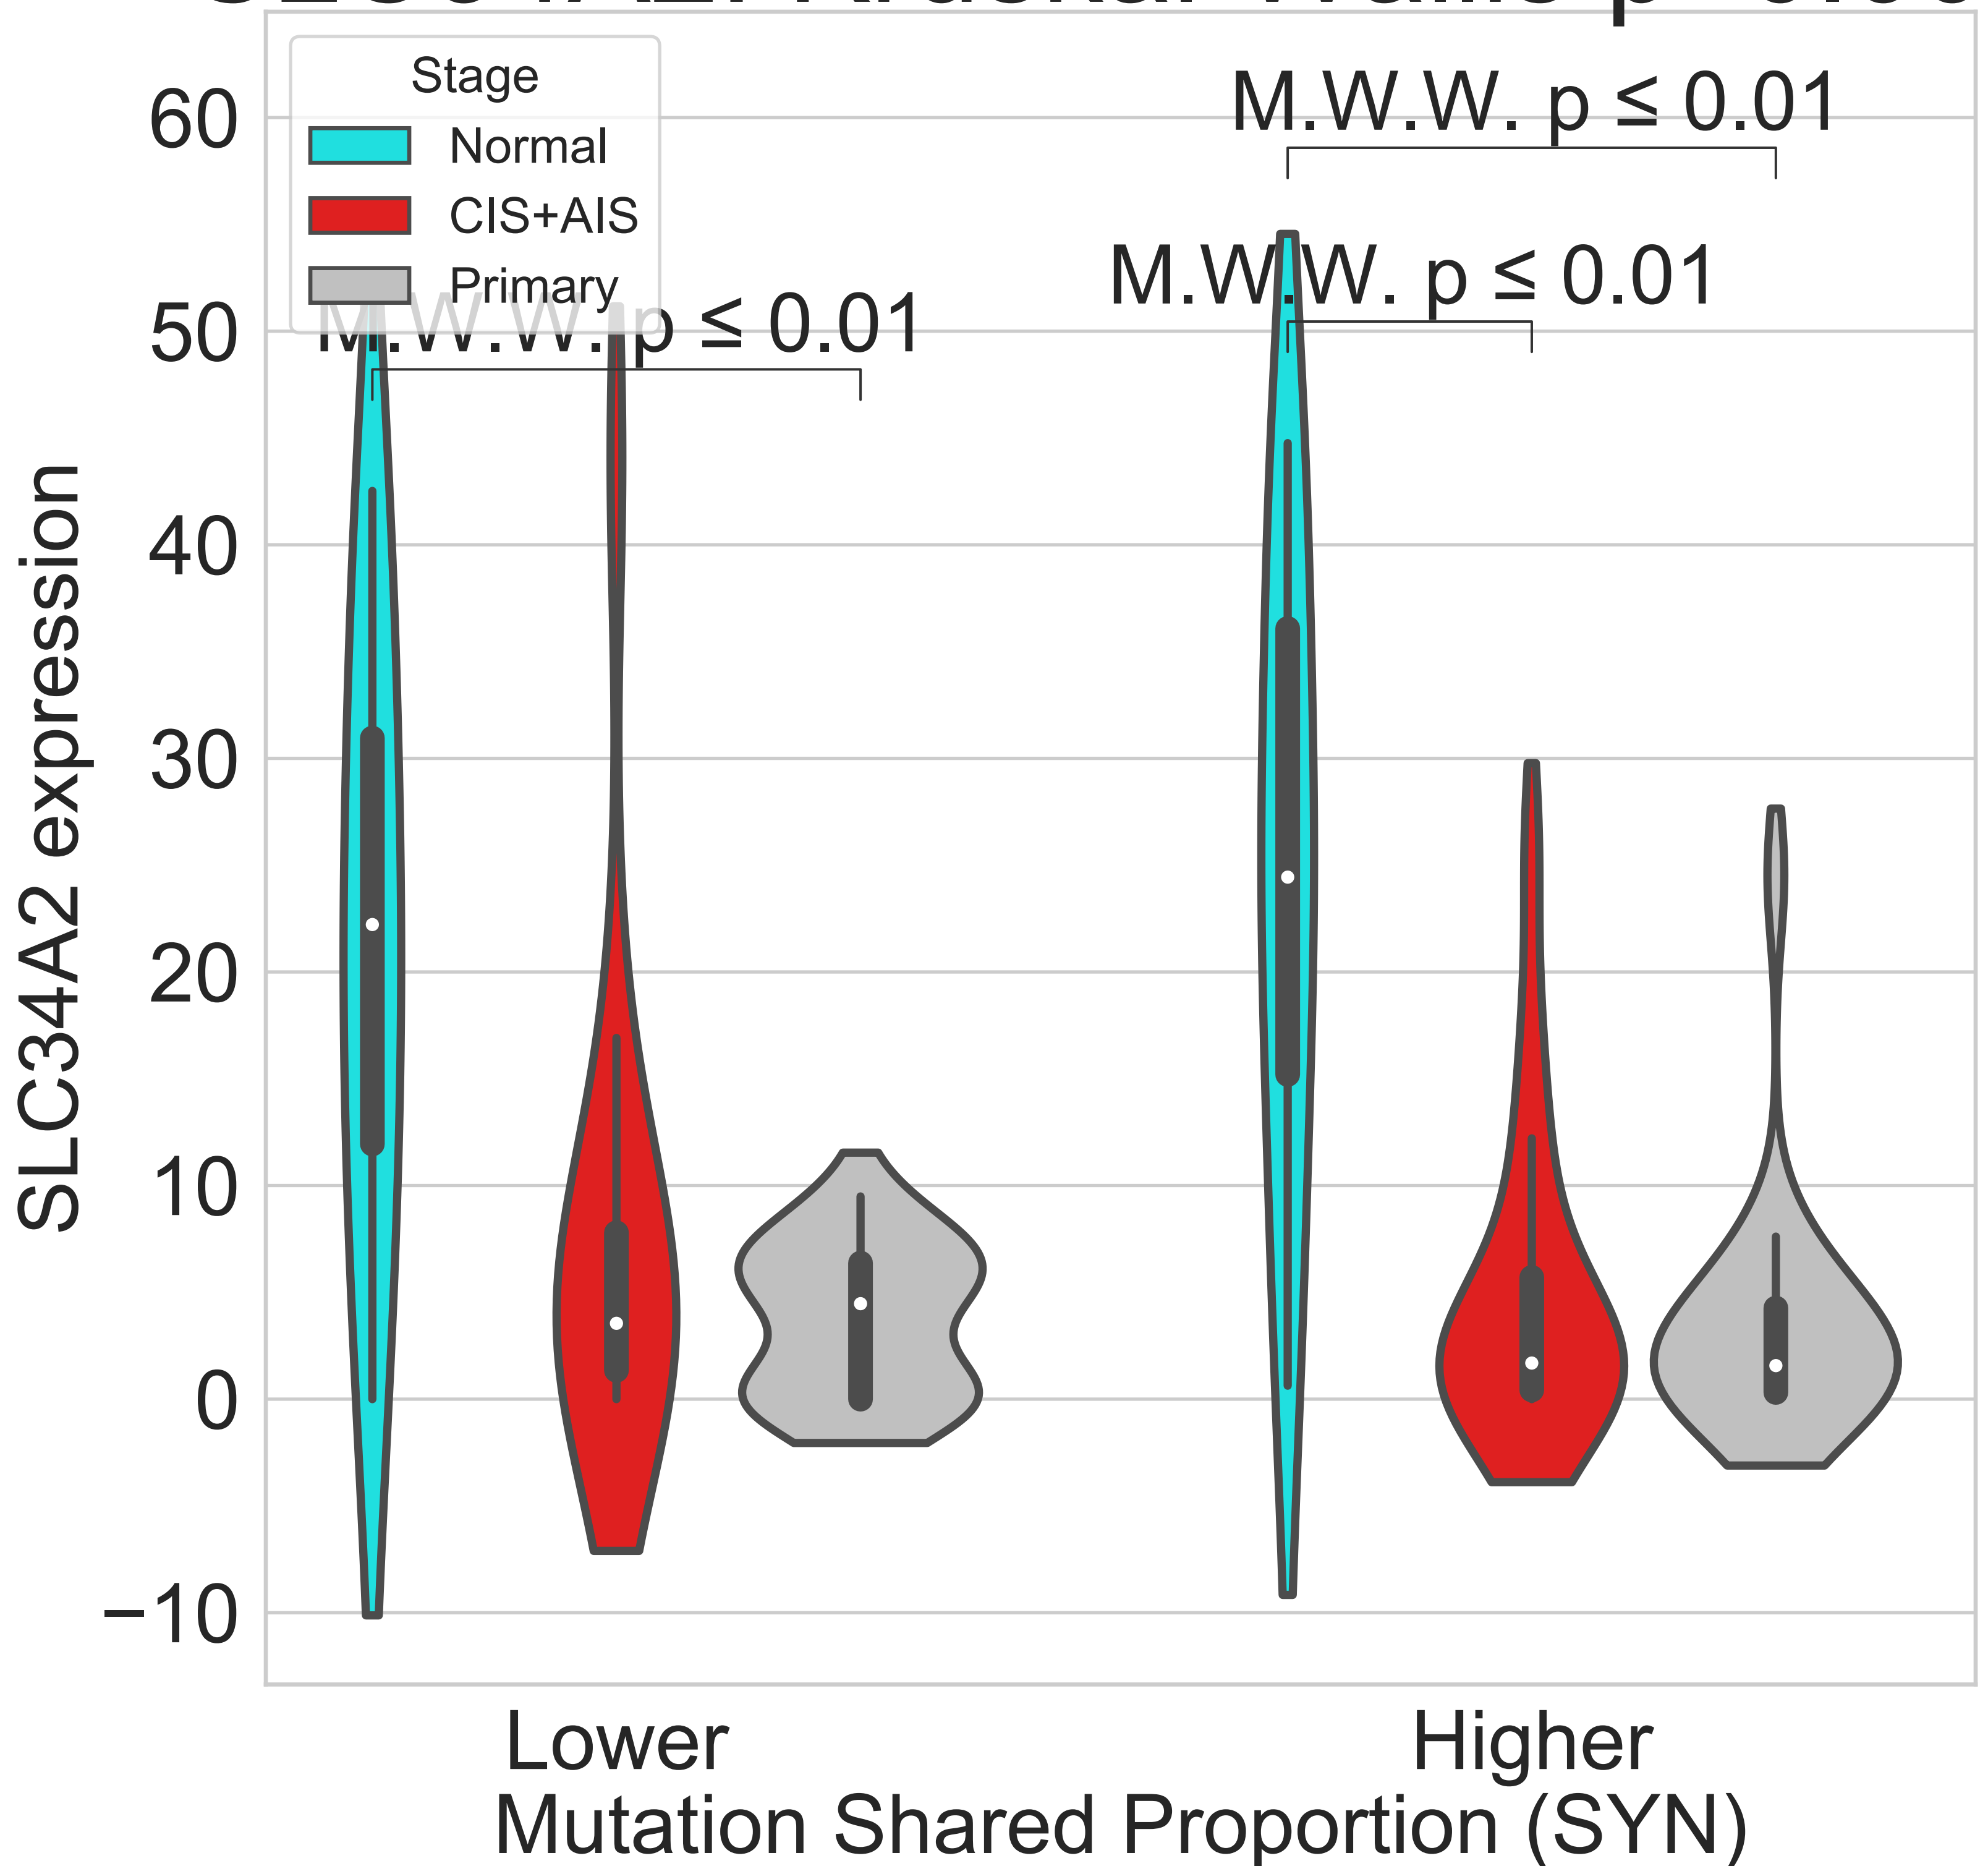 Stage
Normal
CIS+AIS
Primary
M.W.W. p ≤ 0.01
M.W.W. p ≤ 0.01
M.W.W. p ≤ 0.01
60
50
40
30
20
10
0
−10
SLC34A2 expression
Lower
Higher
Mutation Shared Proportion (SYN)